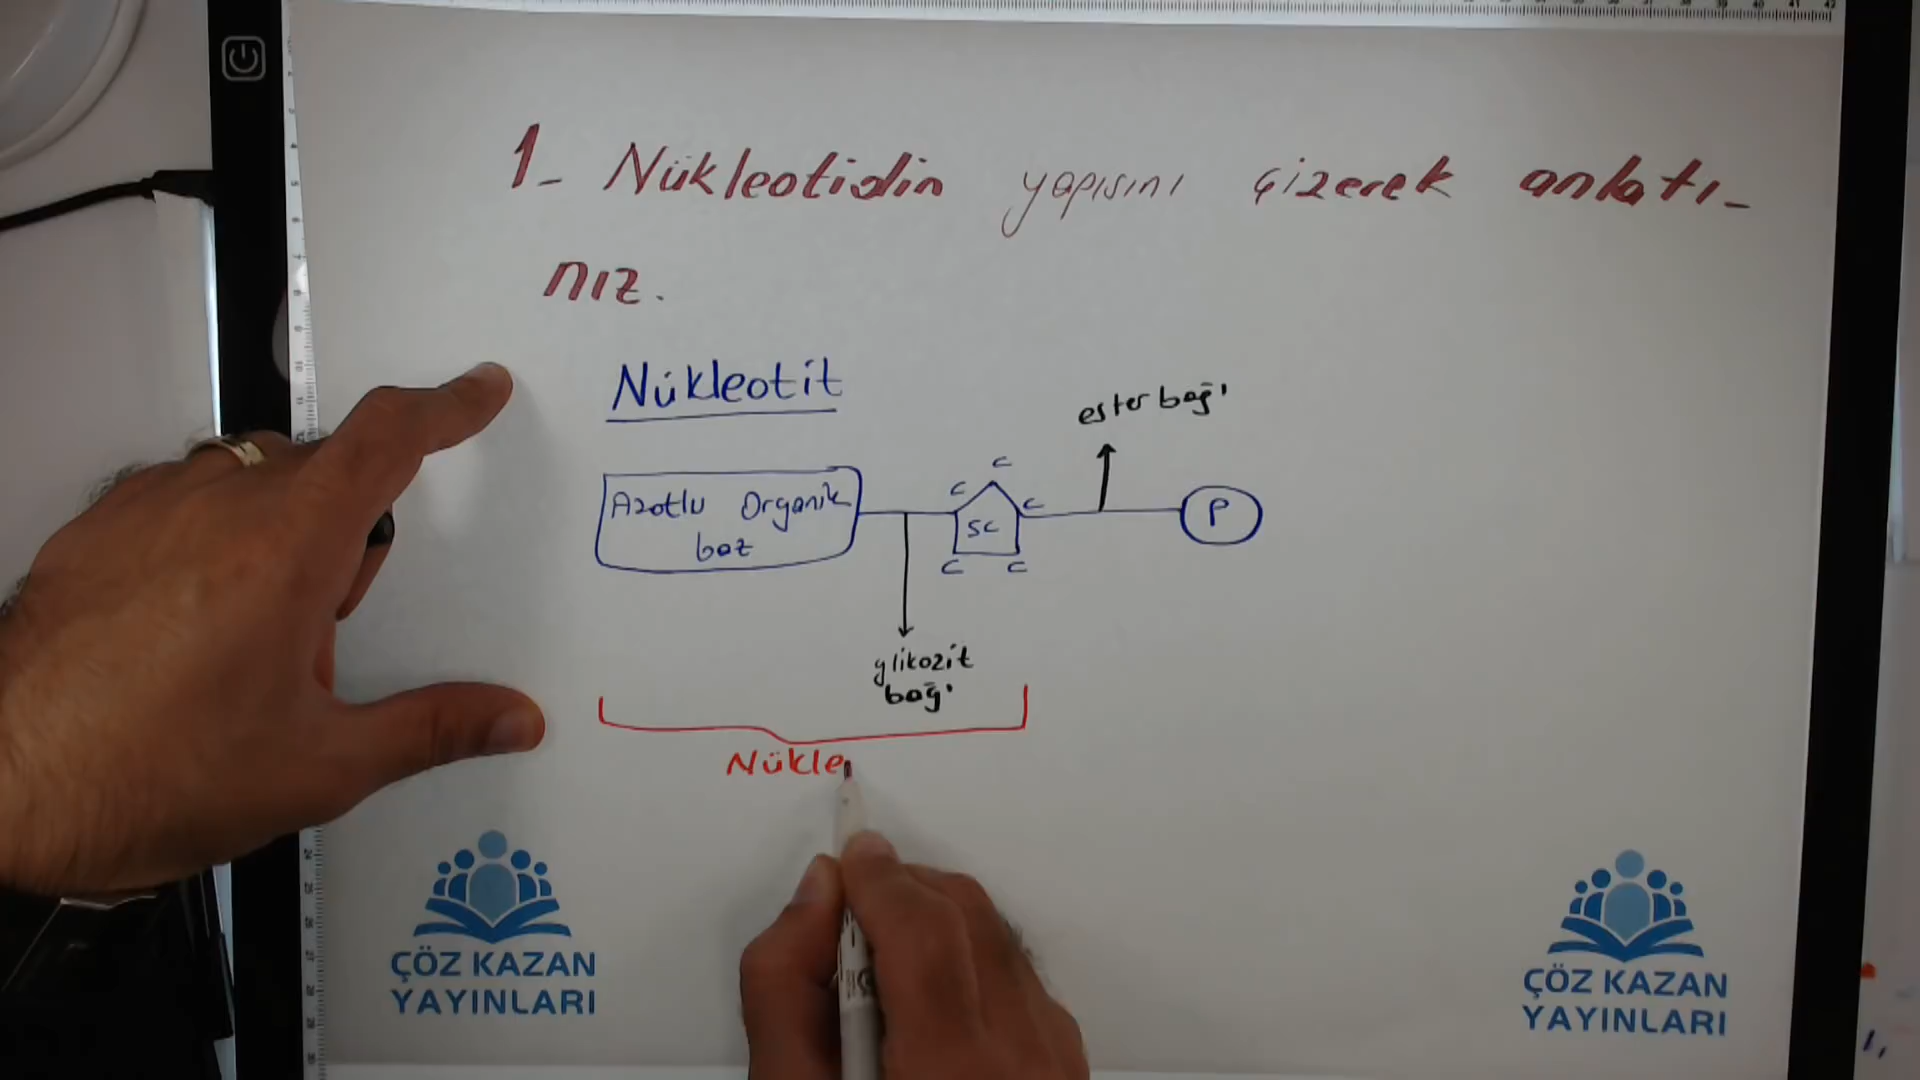 1- Nükleotidin yapısını çizerek anlatı-
nız.
Nükleotit
ester bağı
Azotlu Organik
baz
C
C
C
5C
C
C
P
glikozit
bağı
Nükle
ÇÖZ KAZAN
YAYINLARI
ÇÖZ KAZAN
YAYINLARI